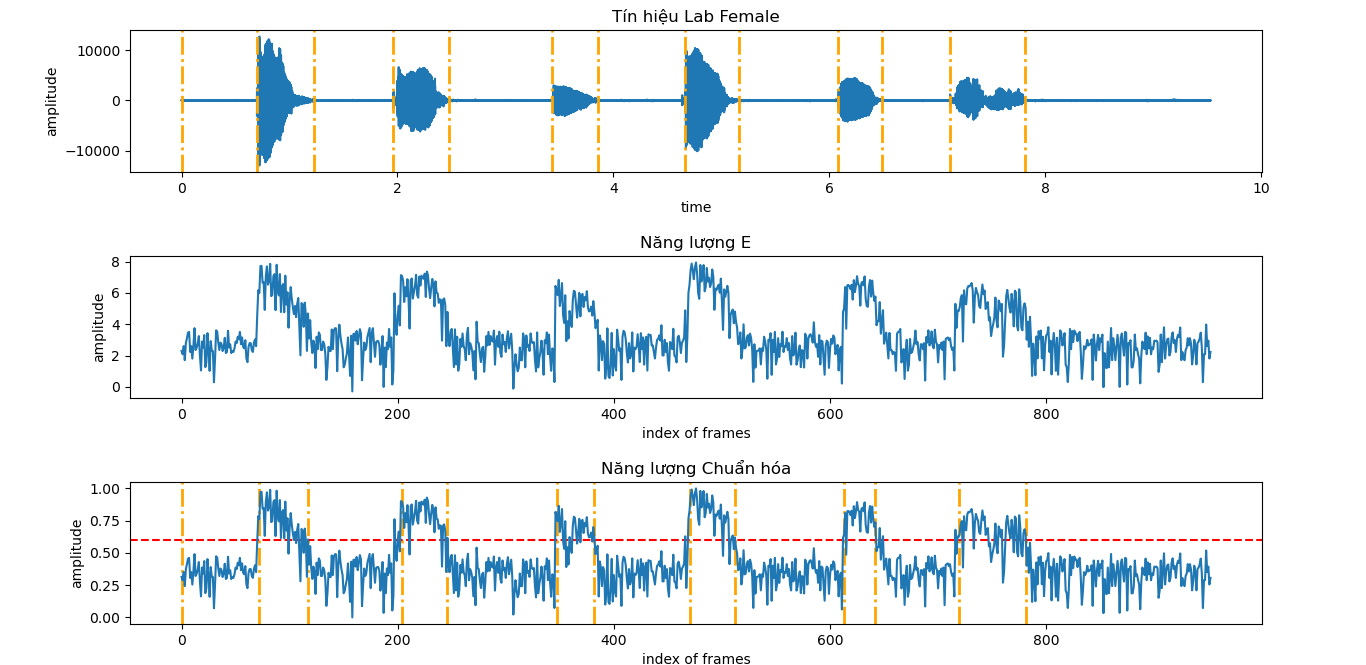 Tín hiệu Lab Female
amplitude
10000
0
−10000
0 2 4 6 8 10
time
Năng lượng E
amplitude
8
6
4
2
0
0 200 400 600 800
index of frames
Năng lượng Chuẩn hóa
amplitude
1.00
0.75
0.50
0.25
0.00
0 200 400 600 800
index of frames